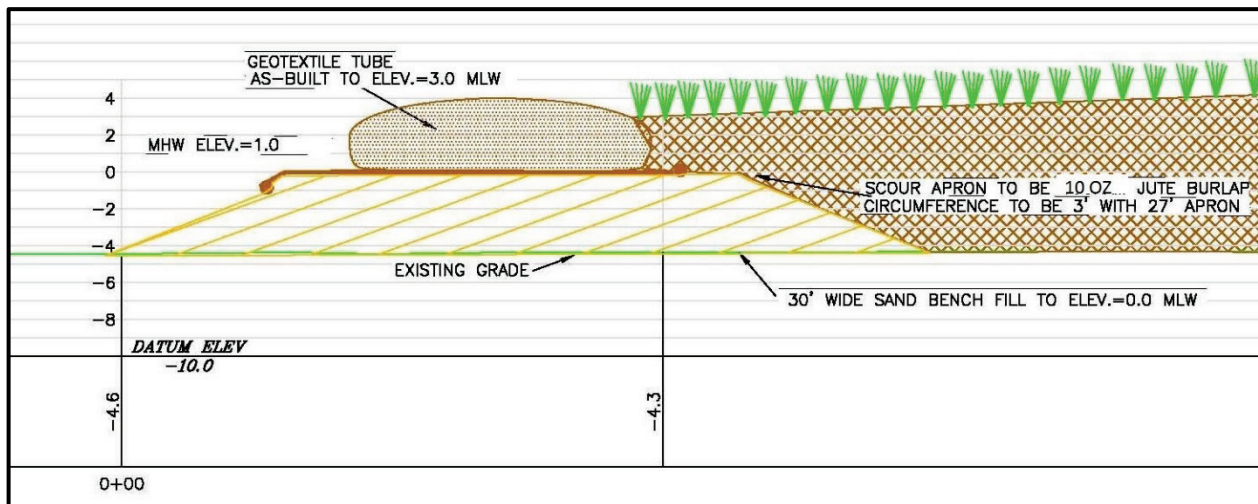 GEOTEXTILE TUBE
AS-BUILT TO ELEV.=3.0 MLW
4
2
MHW ELEV.=1.0
0
SCOUR APRON TO BE 10 OZ. JUTE BURLAP
CIRCUMFERENCE TO BE 3' WITH 27' APRON
-2
-4
EXISTING GRADE
-6
30' WIDE SAND BENCH FILL TO ELEV.=0.0 MLW
-8
DATUM ELEV
-10.0
-4.6
-4.3
0+00